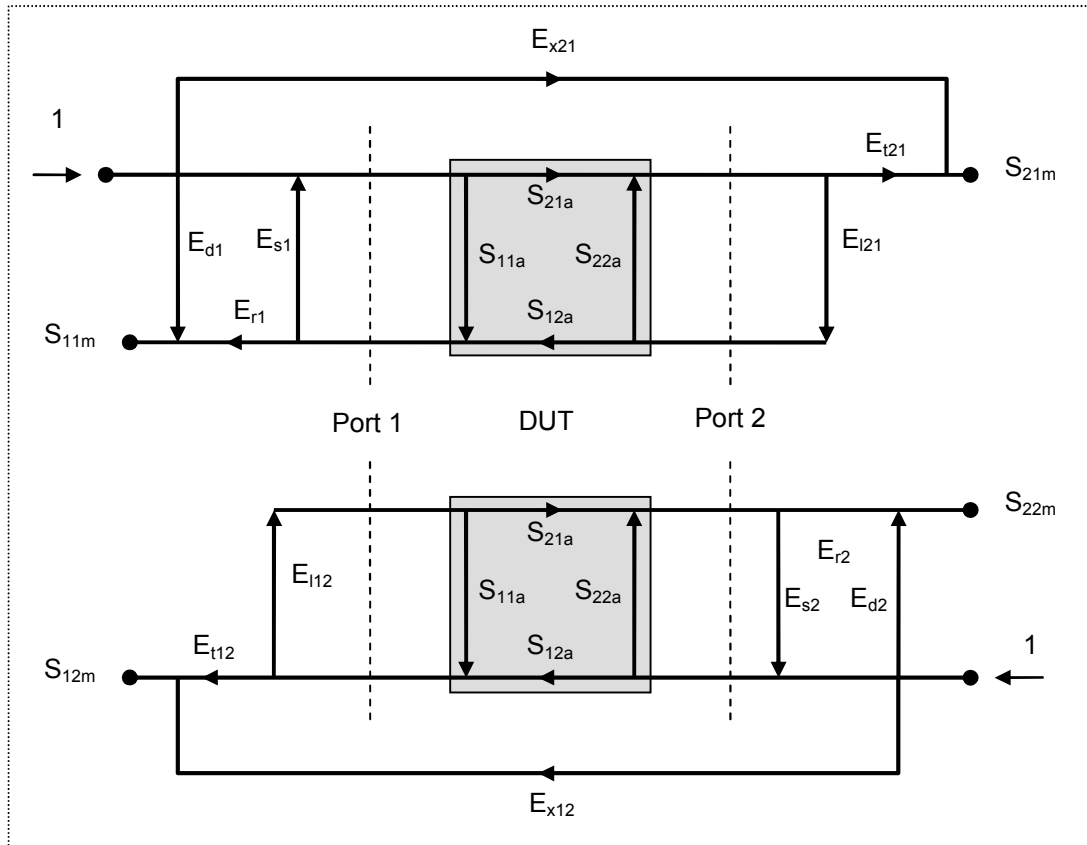 Ex21
1
Et21
S21m
S21a
Ed1
Es1
El21
S11a
S22a
Er1
S12a
S11m
Port 1
DUT
Port 2
S22m
S21a
Er2
El12
S11a
S22a
Es2
Ed2
Et12
S12a
1
S12m
Ex12